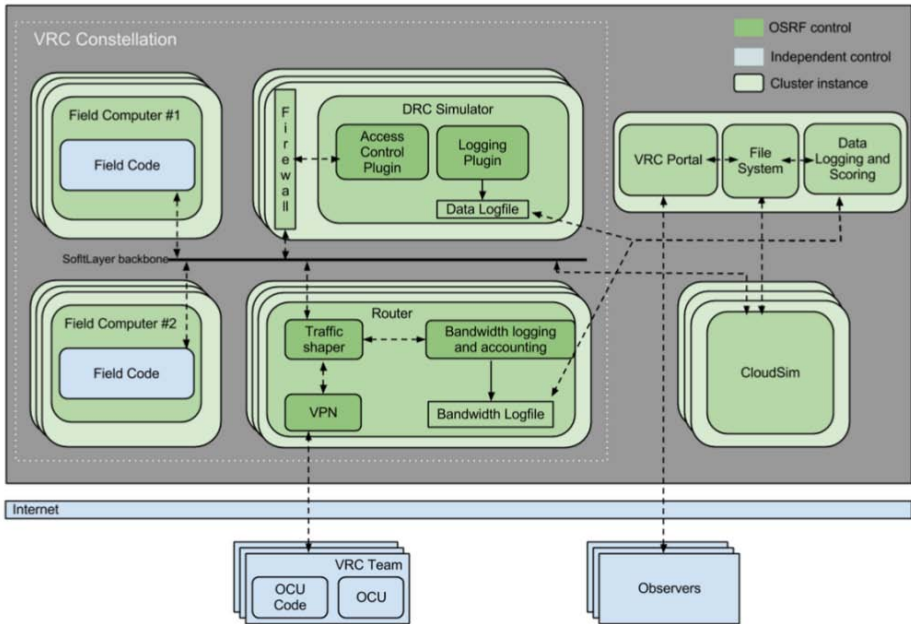 VRC Constellation
OSRF control
Independent control
Cluster instance
Field Computer #1
Field Code
Firewall
DRC Simulator
Access
Control
Plugin
Logging
Plugin
Data Logfile
VRC Portal
File
System
Data
Logging and
Scoring
SofltLayer backbone
Field Computer #2
Field Code
Router
Traffic
shaper
Bandwidth logging
and accounting
VPN
Bandwidth Logfile
CloudSim
Internet
VRC Team
OCU
Code
OCU
Observers